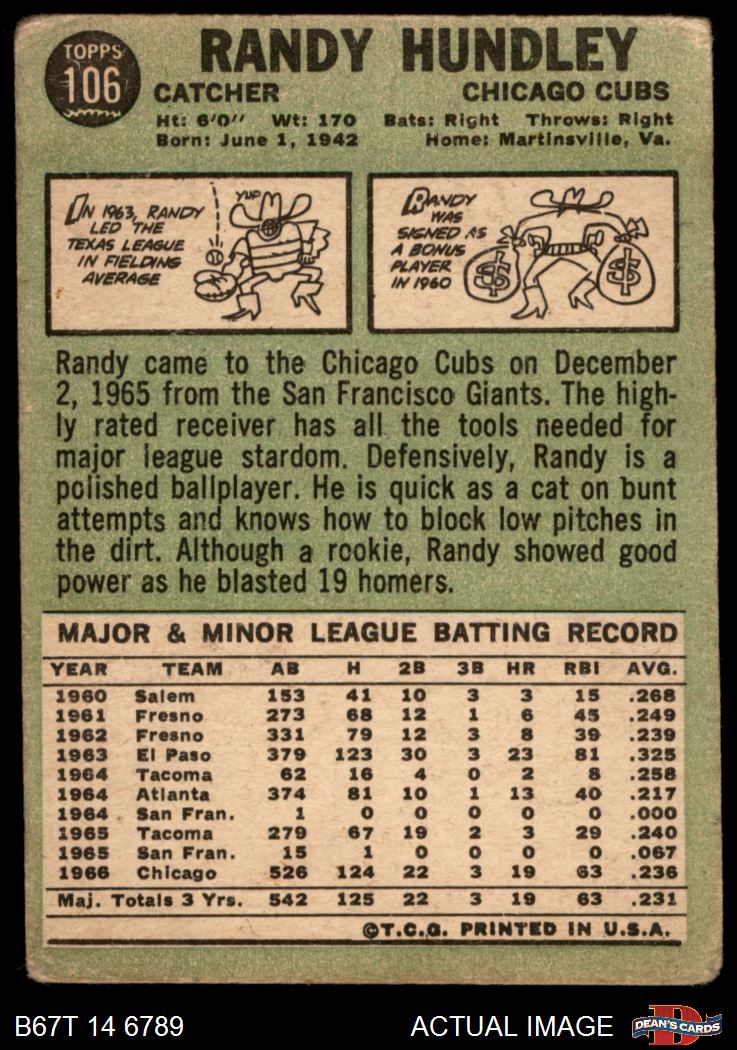 TOPPS
106
RANDY HUNDLEY
CATCHER CHICAGO CUBS
Ht: 6'0" Wt: 170 Bats: Right Throws: Right
Born: June 1, 1942 Home: Martinsville, Va.
IN 1963, RANDY
LED THE
TEXAS LEAGUE
IN FIELDING
AVERAGE
YUP
RANDY
WAS
SIGNED AS
A BONUS
PLAYER
IN 1960
$
$
Randy came to the Chicago Cubs on December
2, 1965 from the San Francisco Giants. The high-
ly rated receiver has all the tools needed for
major league stardom. Defensively, Randy is a
polished ballplayer. He is quick as a cat on bunt
attempts and knows how to block low pitches in
the dirt. Although a rookie, Randy showed good
power as he blasted 19 homers.
MAJOR & MINOR LEAGUE BATTING RECORD
YEAR TEAM AB H 2B 3B HR RBI AVG.
1960 Salem 153 41 10 3 3 15 .268
1961 Fresno 273 68 12 1 6 45 .249
1962 Fresno 331 79 12 3 8 39 .239
1963 El Paso 379 123 30 3 23 81 .325
1964 Tacoma 62 16 4 0 2 8 .258
1964 Atlanta 374 81 10 1 13 40 .217
1964 San Fran. 1 0 0 0 0 0 .000
1965 Tacoma 279 67 19 2 3 29 .240
1965 San Fran. 15 1 0 0 0 0 .067
1966 Chicago 526 124 22 3 19 63 .236
Maj. Totals 3 Yrs. 542 125 22 3 19 63 .231
©T.C.G. PRINTED IN U.S.A.
B67T 14 6789 ACTUAL IMAGE
DEAN'S CARDS